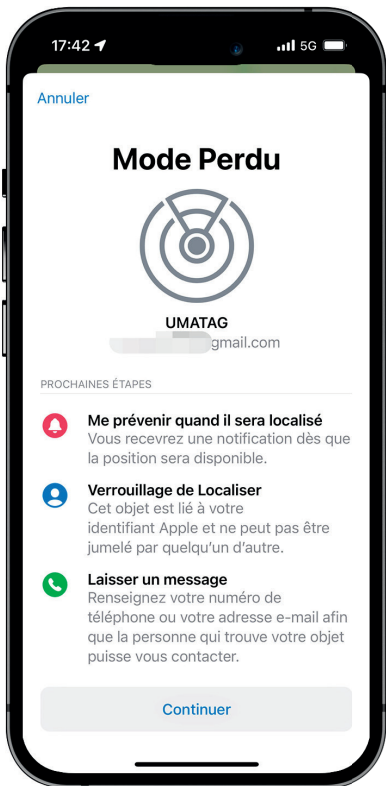 17:42
5G
Annuler
Mode Perdu
UMATAG
gmail.com
PROCHAINES ÉTAPES
Me prévenir quand il sera localisé
Vous recevrez une notification dès que
la position sera disponible.
Verrouillage de Localiser
Cet objet est lié à votre
identifiant Apple et ne peut pas être
jumelé par quelqu'un d'autre.
Laisser un message
Renseignez votre numéro de
téléphone ou votre adresse e-mail afin
que la personne qui trouve votre objet
puisse vous contacter.
Continuer